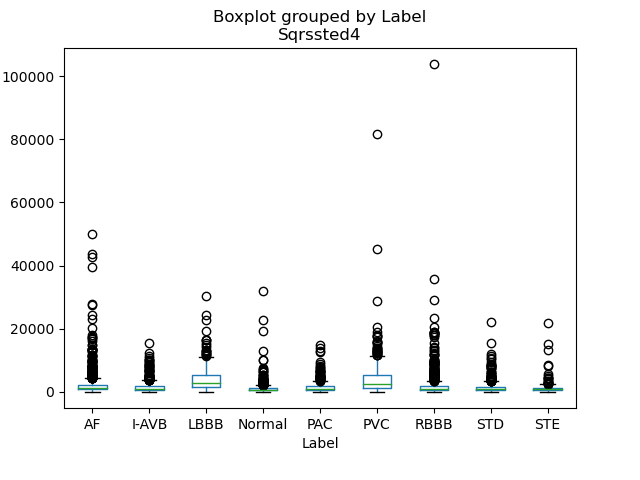 Boxplot grouped by Label
Sqrssted4
100000
80000
60000
40000
20000
0
AF I-AVB LBBB Normal PAC PVC RBBB STD STE
Label